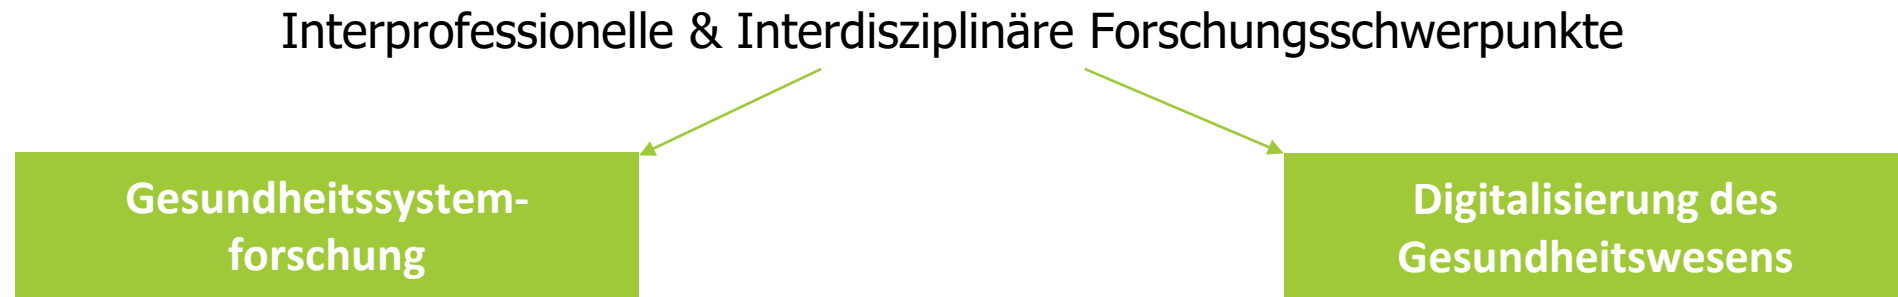 Interprofessionelle & Interdisziplinäre Forschungsschwerpunkte
Gesundheitssystem-
forschung
Digitalisierung des
Gesundheitswesens